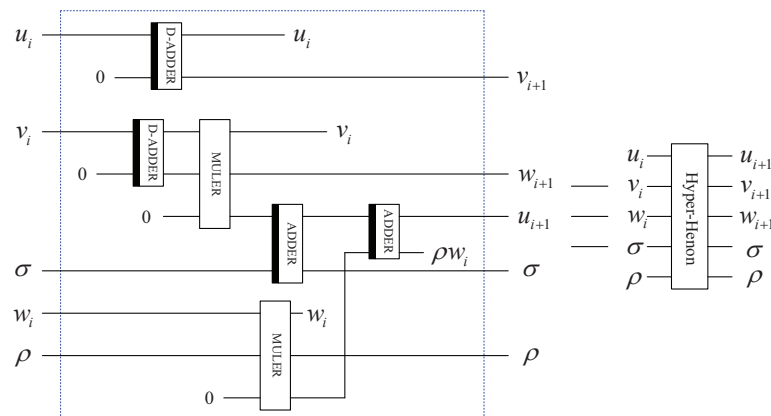 u_i D-ADDER u_i
0 v_{i+1}
v_i D-ADDER MULER v_i
0 w_{i+1}
0 ADDER ADDER u_{i+1}
ρw_i
σ σ
w_i MULER w_i
ρ ρ
0
u_i Hyper-Henon u_{i+1}
v_i v_{i+1}
w_i w_{i+1}
σ σ
ρ ρ